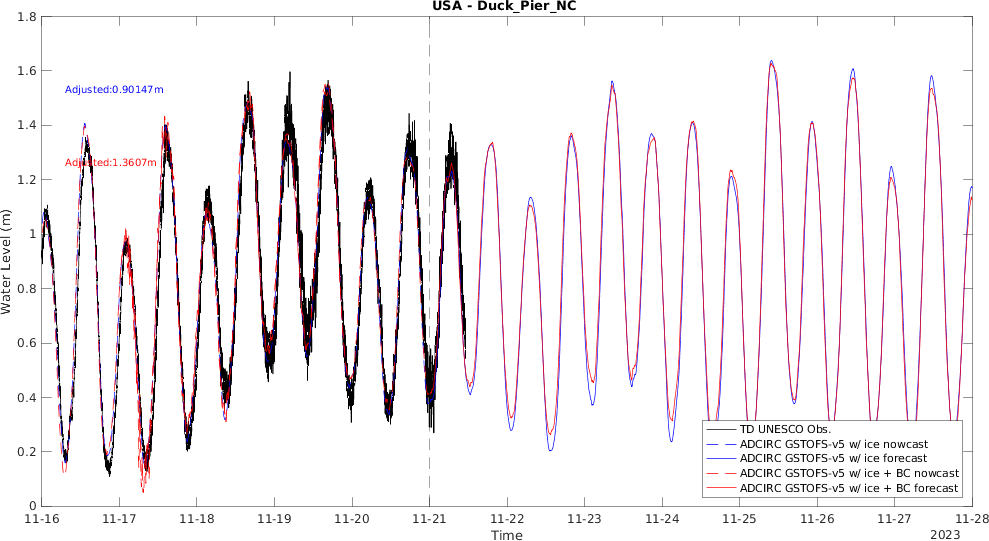 USA - Duck_Pier_NC
1.8
1.6
1.4
1.2
1
0.8
0.6
0.4
0.2
0
Water Level (m)
Adjusted:0.90147m
Adjusted:1.3607m
TD UNESCO Obs.
ADCIRC GSTOFS-v5 w/ ice nowcast
ADCIRC GSTOFS-v5 w/ ice forecast
ADCIRC GSTOFS-v5 w/ ice + BC nowcast
ADCIRC GSTOFS-v5 w/ ice + BC forecast
11-16 11-17 11-18 11-19 11-20 11-21 11-22 11-23 11-24 11-25 11-26 11-27 11-28
Time
2023